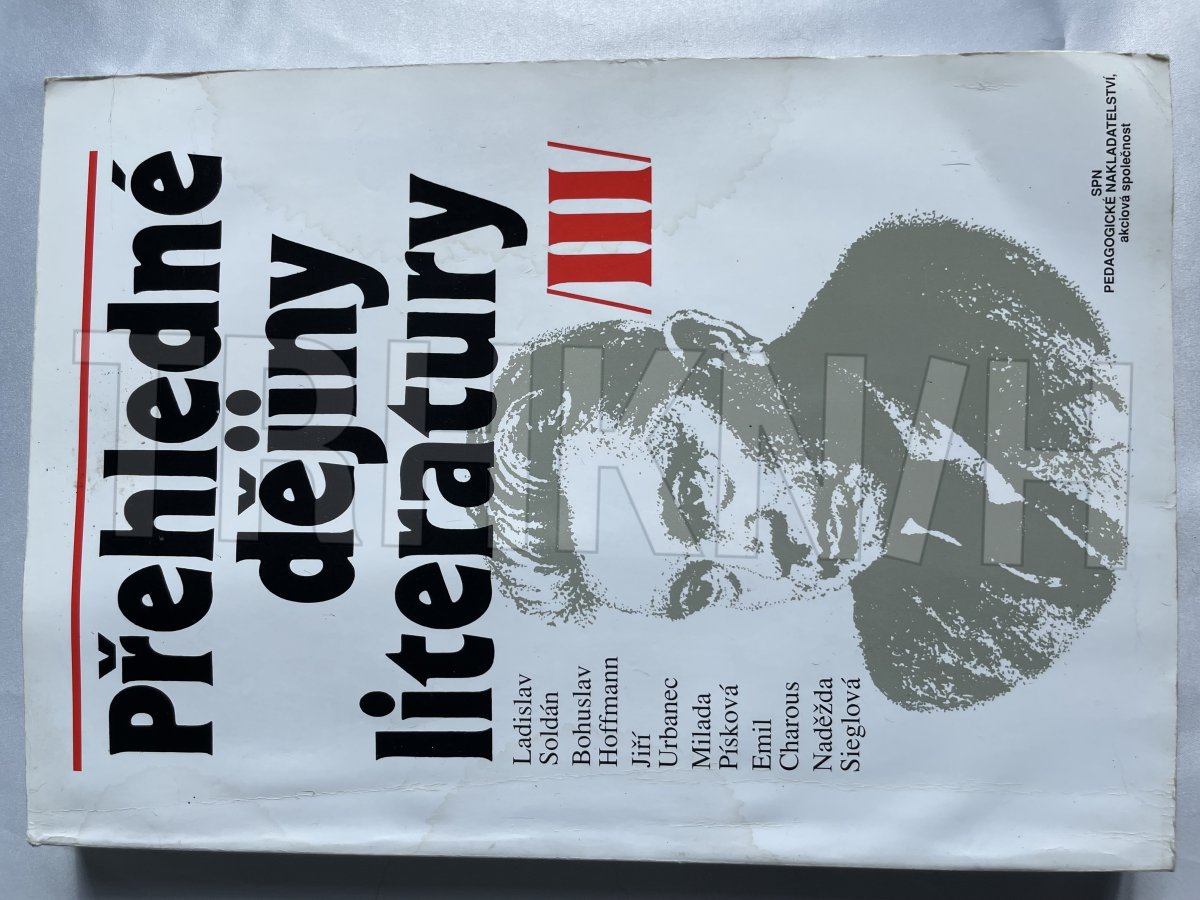 Přehledné
dějiny
literatury
/III/
Ladislav
Soldán
Bohuslav
Hoffmann
Jiří
Urbanec
Milada
Písková
Emil
Charous
Naděžda
Sieglová
SPN
PEDAGOGICKÉ NAKLADATELSTVÍ,
akciová společnost
TRHKNIH